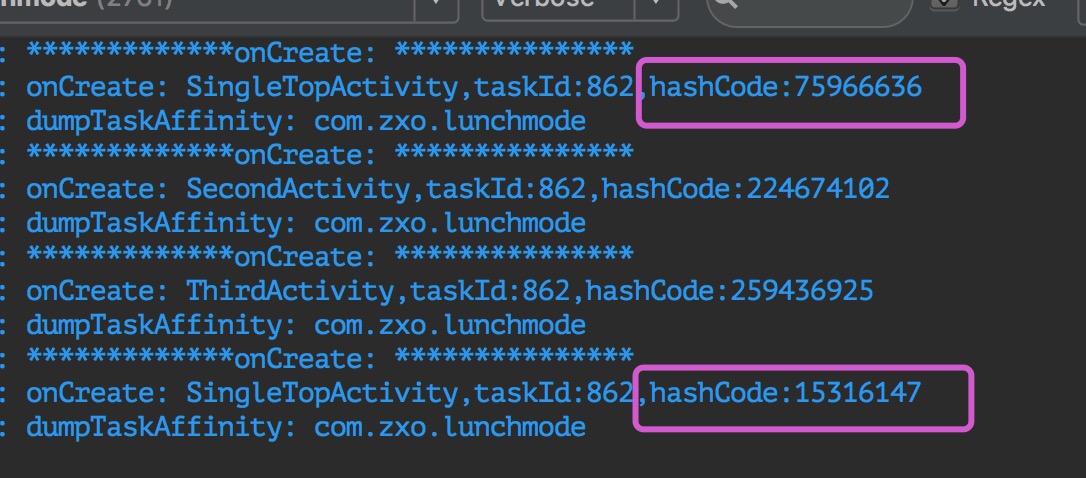 (2761)
Verbose
Regex
: *************onCreate: ***************
: onCreate: SingleTopActivity,taskId:862,hashCode:75966636
: dumpTaskAffinity: com.zxo.lunchmode
: *************onCreate: ***************
: onCreate: SecondActivity,taskId:862,hashCode:224674102
: dumpTaskAffinity: com.zxo.lunchmode
: *************onCreate: ***************
: onCreate: ThirdActivity,taskId:862,hashCode:259436925
: dumpTaskAffinity: com.zxo.lunchmode
: *************onCreate: ***************
: onCreate: SingleTopActivity,taskId:862,hashCode:15316147
: dumpTaskAffinity: com.zxo.lunchmode